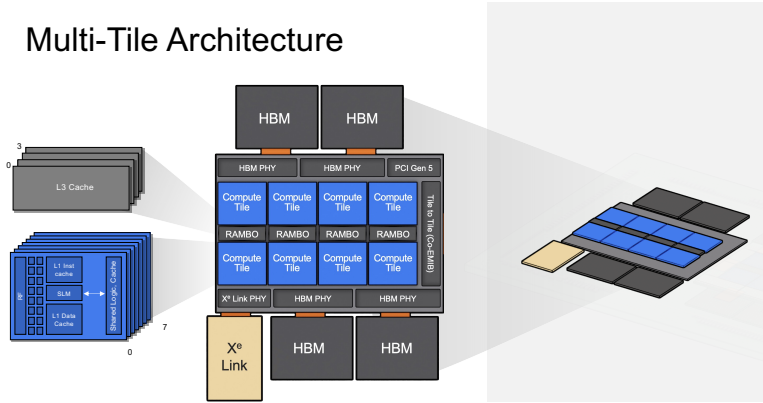 Multi-Tile Architecture
HBM
HBM
3
0
L3 Cache
HBM PHY
HBM PHY
PCI Gen 5
Compute Tile
Compute Tile
Compute Tile
Compute Tile
Tile to Tile (Co-EMIB)
RAMBO
RAMBO
RAMBO
RAMBO
Compute Tile
Compute Tile
Compute Tile
Compute Tile
RF
L1 Inst
cache
SLM
L1 Data
Cache
Shared Logic, Cache
7
0
Xe Link PHY
HBM PHY
HBM PHY
Xe
Link
HBM
HBM